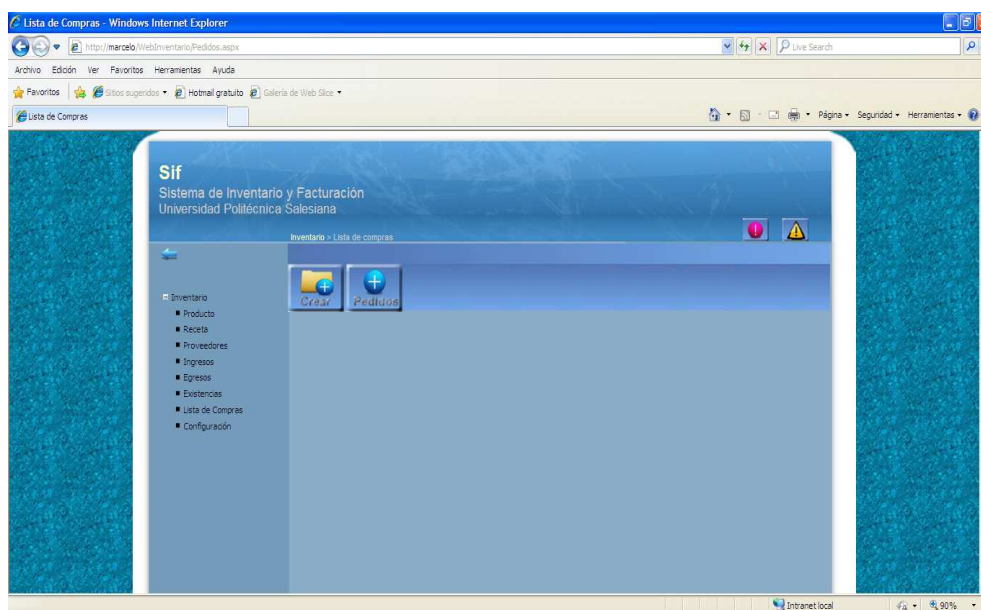 Lista de Compras - Windows Internet Explorer
http://marcelo/WebInventario/Pedidos.aspx
Live Search
Archivo Edición Ver Favoritos Herramientas Ayuda
Favoritos Sitios sugeridos Hotmail gratuito Galería de Web Slice
Lista de Compras
Página Seguridad Herramientas
Sif
Sistema de Inventario y Facturación
Universidad Politécnica Salesiana
Inventario > Lista de compras
Crear Pedidos
Inventario
Producto
Receta
Proveedores
Ingresos
Egresos
Existencias
Lista de Compras
Configuración
Intranet local 90%